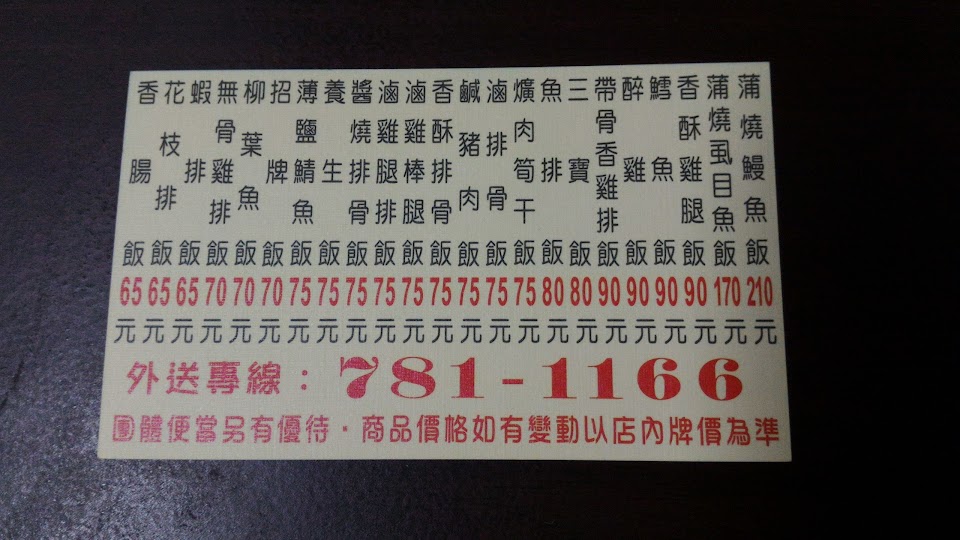 蒲燒鰻魚飯210元
蒲燒虱目魚飯170元
香酥雞腿飯90元
鱈魚飯90元
醉雞飯90元
帶骨香雞排飯90元
三寶飯80元
魚排飯80元
爌肉筍干飯75元
滷排骨飯75元
鹹豬肉飯75元
香酥排骨飯75元
滷雞棒腿飯75元
滷雞腿排飯75元
醬燒排骨飯75元
養生飯75元
薄鹽鯖魚飯75元
招牌飯70元
柳葉魚飯70元
無骨雞排飯70元
蝦排飯65元
花枝排飯65元
香腸飯65元
外送專線：781-1166
團體便當另有優待．商品價格如有變動以店內牌價為準